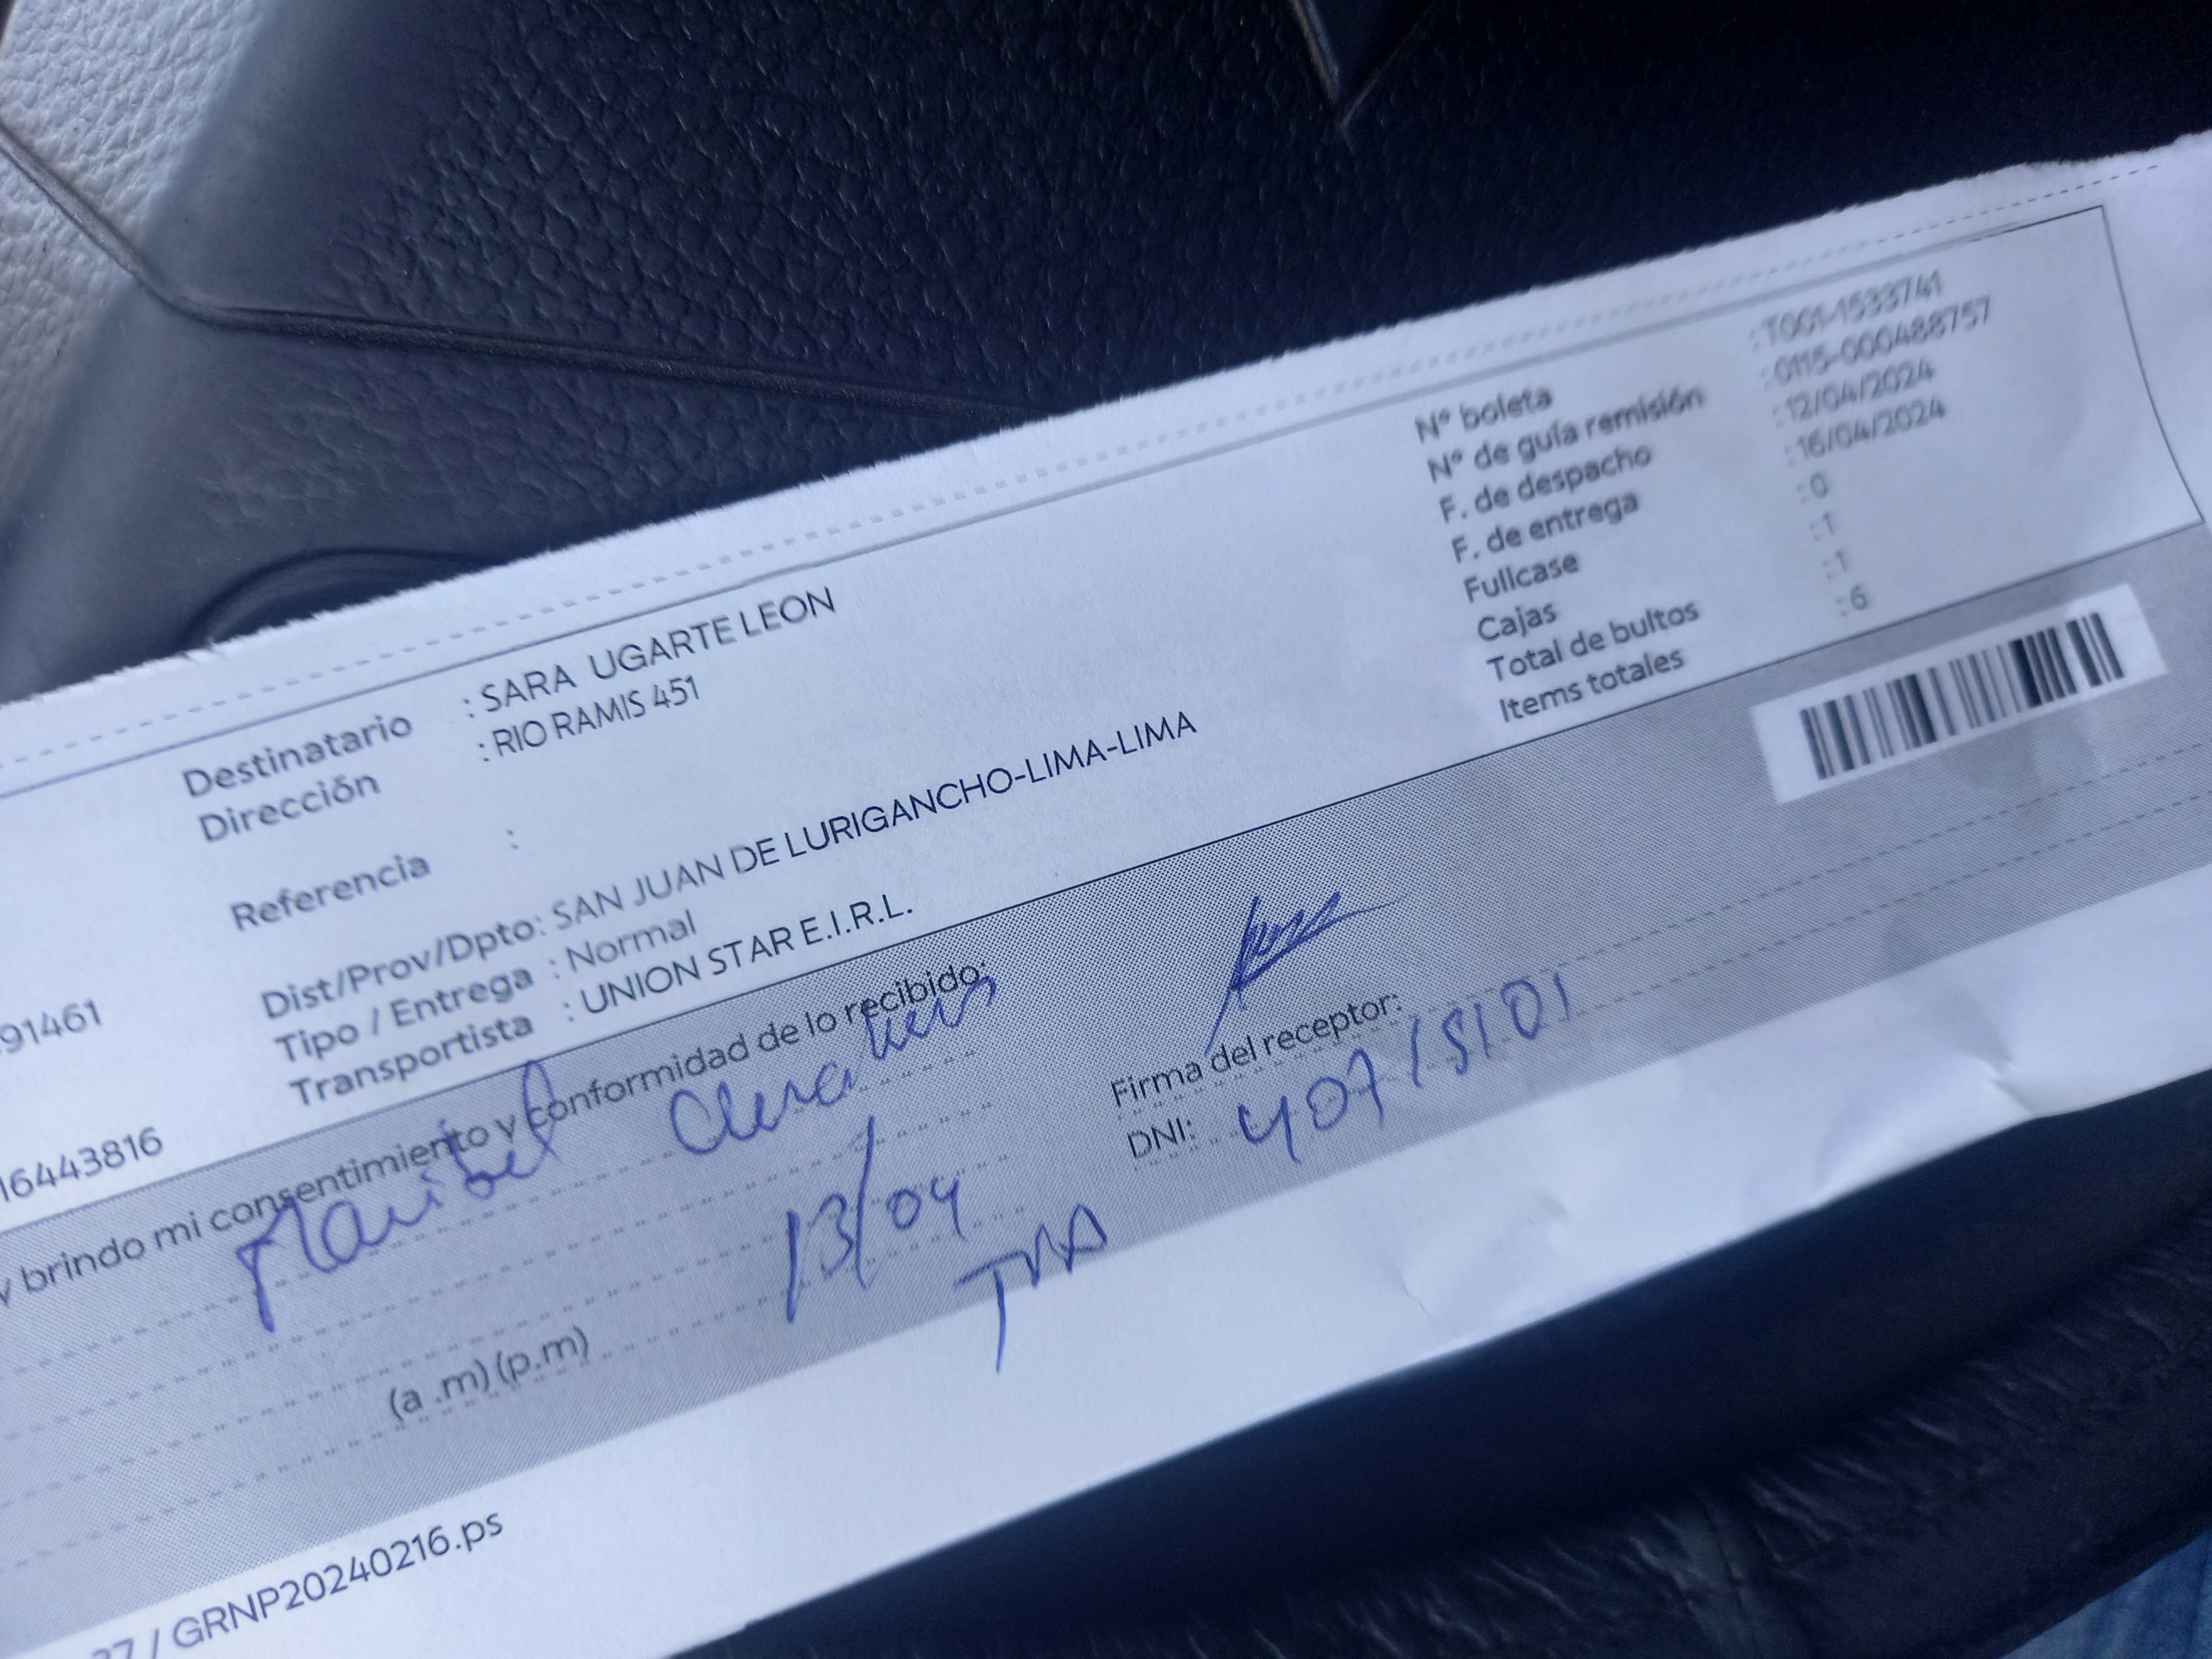 Destinatario : SARA UGARTE LEON
Dirección : RIO RAMIS 451
Referencia :
Dist/Prov/Dpto: SAN JUAN DE LURIGANCHO-LIMA-LIMA
Tipo / Entrega : Normal
Transportista : UNION STAR E.I.R.L.
91461
16443816
N° boleta : T001-1533741
N° de guía remisión : 0115-000488757
F. de despacho : 12/04/2024
F. de entrega : 16/04/2024
Fullcase : 0
Cajas : 1
Total de bultos : 1
Items totales : 6
y brindo mi consentimiento y conformidad de lo recibido:
Maribel
13/04
(a .m) (p.m)
Firma del receptor:
DNI: 40715101
27 / GRNP20240216.ps